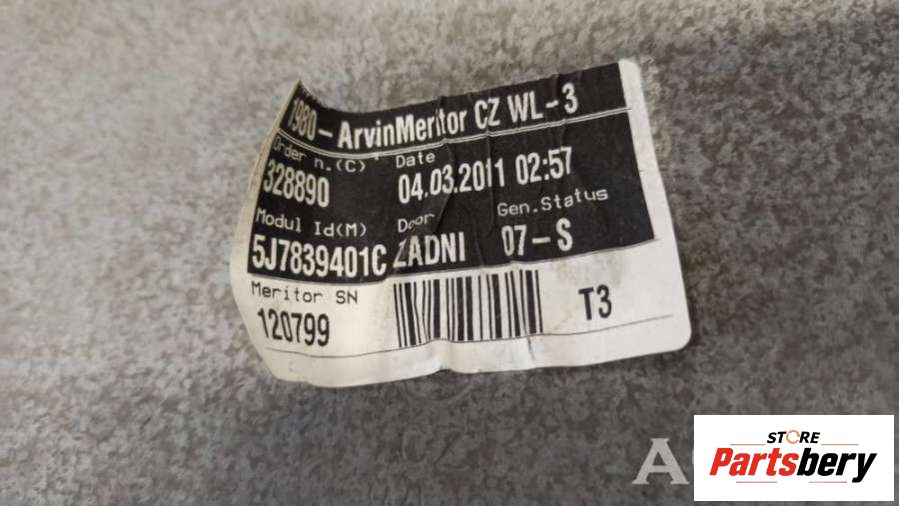 1980-ArvinMeritor CZ WL-3
Order n.(C) Date
328890 04.03.2011 02:57
Modul Id(M) Door Gen.Status
5J7839401C ZADNI 07-S
Meritor SN
120799 T3
STORE
Partsbery